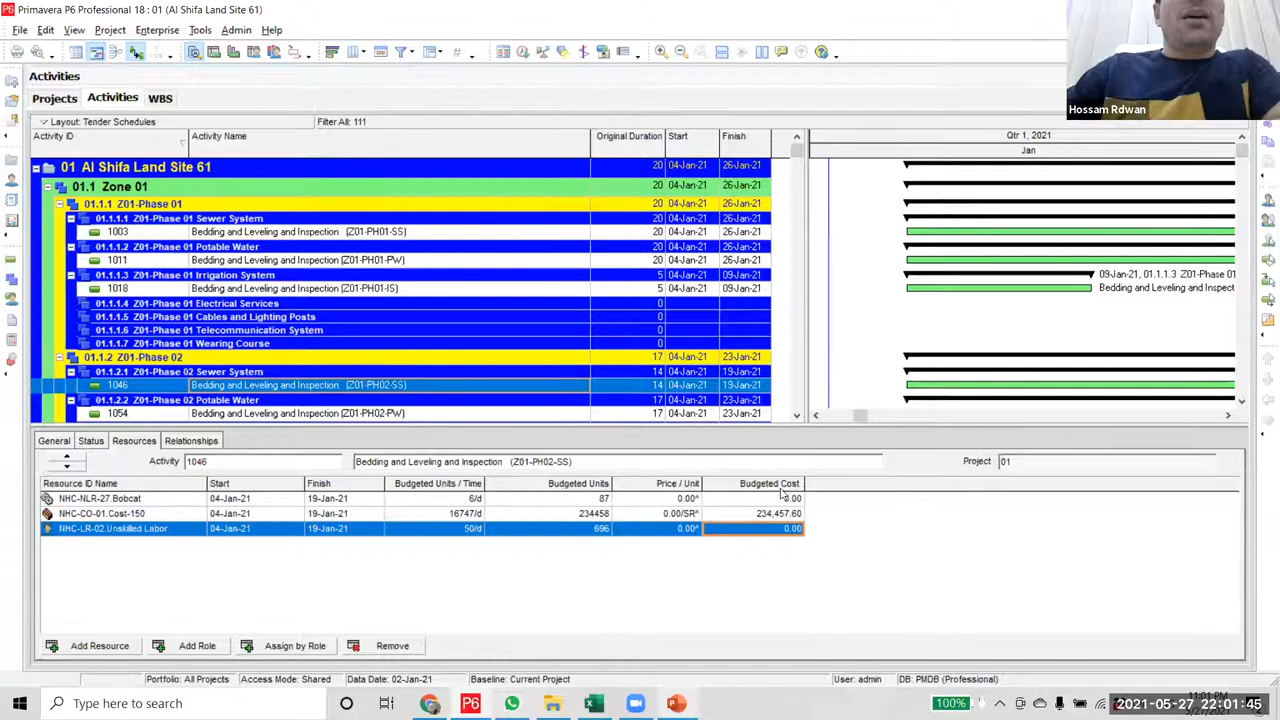 Primavera P6 Professional 18 : 01 (Al Shifa Land Site 61)
File Edit View Project Enterprise Tools Admin Help
Hossam Rdwan
Activities
Projects Activities WBS
Layout: Tender Schedules Filter All: 111
Activity ID Activity Name Original Duration Start Finish Qtr 1, 2021
Jan
01 Al Shifa Land Site 61 20 04-Jan-21 26-Jan-21
01.1 Zone 01 20 04-Jan-21 26-Jan-21
01.1.1 Z01-Phase 01 20 04-Jan-21 26-Jan-21
01.1.1.1 Z01-Phase 01 Sewer System 20 04-Jan-21 26-Jan-21
1003 Bedding and Leveling and Inspection (Z01-PH01-SS) 20 04-Jan-21 26-Jan-21
01.1.1.2 Z01-Phase 01 Potable Water 20 04-Jan-21 26-Jan-21
1011 Bedding and Leveling and Inspection (Z01-PH01-PW) 20 04-Jan-21 26-Jan-21
01.1.1.3 Z01-Phase 01 Irrigation System 5 04-Jan-21 09-Jan-21 09-Jan-21, 01.1.1.3 Z01-Phase 01
1018 Bedding and Leveling and Inspection (Z01-PH01-IS) 5 04-Jan-21 09-Jan-21 Bedding and Leveling and Inspect
01.1.1.4 Z01-Phase 01 Electrical Services 0
01.1.1.5 Z01-Phase 01 Cables and Lighting Posts 0
01.1.1.6 Z01-Phase 01 Telecommunication System 0
01.1.1.7 Z01-Phase 01 Wearing Course 0
01.1.2 Z01-Phase 02 17 04-Jan-21 23-Jan-21
01.1.2.1 Z01-Phase 02 Sewer System 14 04-Jan-21 19-Jan-21
1046 Bedding and Leveling and Inspection (Z01-PH02-SS) 14 04-Jan-21 19-Jan-21
01.1.2.2 Z01-Phase 02 Potable Water 17 04-Jan-21 23-Jan-21
1054 Bedding and Leveling and Inspection (Z01-PH02-PW) 17 04-Jan-21 23-Jan-21
General Status Resources Relationships
Activity 1046 Bedding and Leveling and Inspection (Z01-PH02-SS) Project 01
Resource ID Name Start Finish Budgeted Units / Time Budgeted Units Price / Unit Budgeted Cost
NHC-NLR-27.Bobcat 04-Jan-21 19-Jan-21 6/d 87 0.00^ 0.00
NHC-CO-01.Cost-150 04-Jan-21 19-Jan-21 16747/d 234458 0.00/SR^ 234,457.60
NHC-LR-02.Unskilled Labor 04-Jan-21 19-Jan-21 50/d 696 0.00^ 0.00
Add Resource Add Role Assign by Role Remove
Portfolio: All Projects Access Mode: Shared Data Date: 02-Jan-21 Baseline: Current Project User: admin DB: PMDB (Professional)
Type here to search 100% 2021-05-27 22:01:45